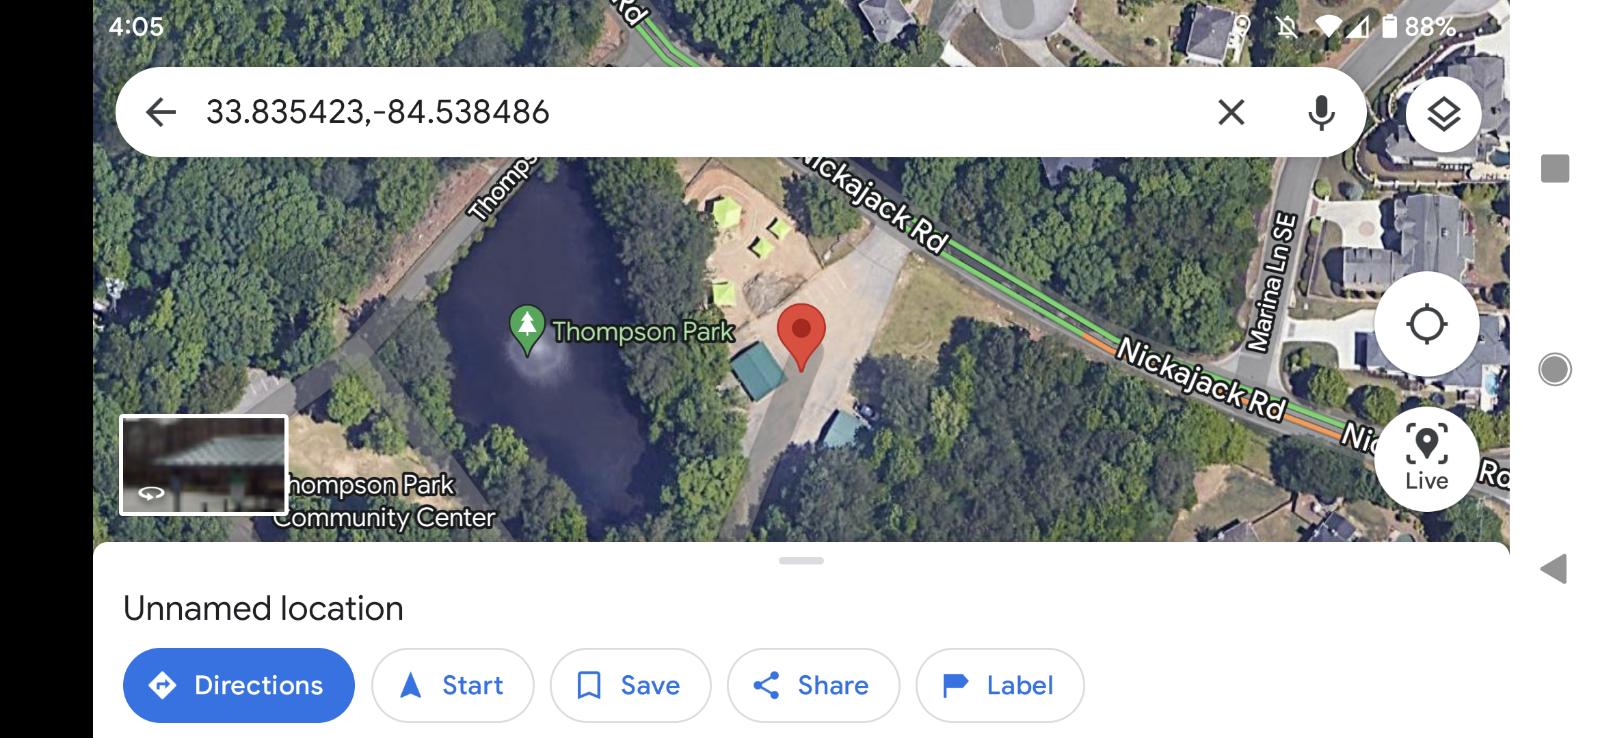 4:05
88%
Rd
33.835423,-84.538486
Thomps
Nickajack Rd
Marina Ln SE
Thompson Park
Nickajack Rd
Nic
Rd
Live
hompson Park
Community Center
Unnamed location
Directions
Start
Save
Share
Label